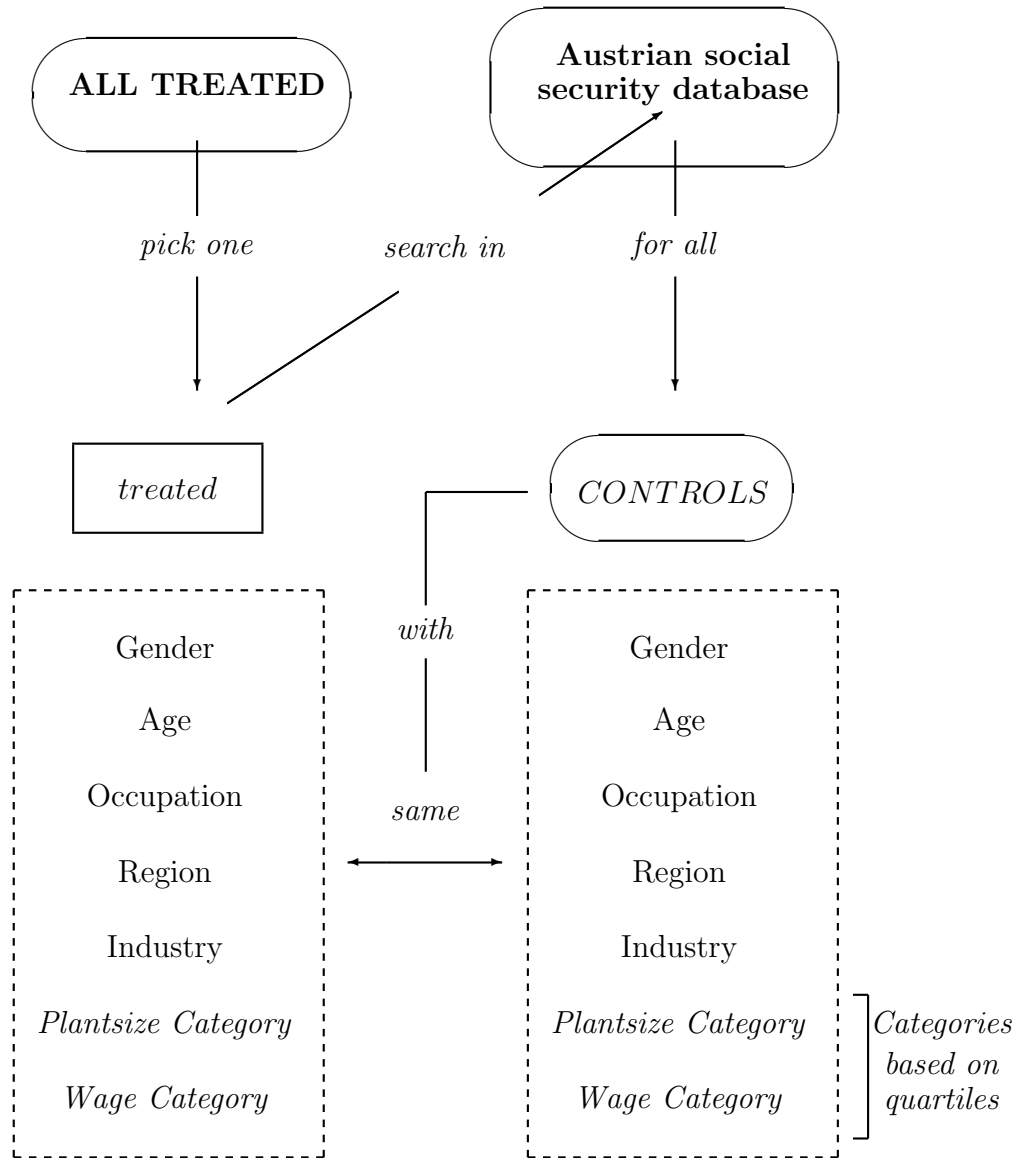 ALL TREATED
Austrian social
security database
pick one
search in
for all
treated
CONTROLS
with
same
Gender
Age
Occupation
Region
Industry
Plantsize Category
Wage Category
Gender
Age
Occupation
Region
Industry
Plantsize Category
Wage Category
Categories
based on
quartiles